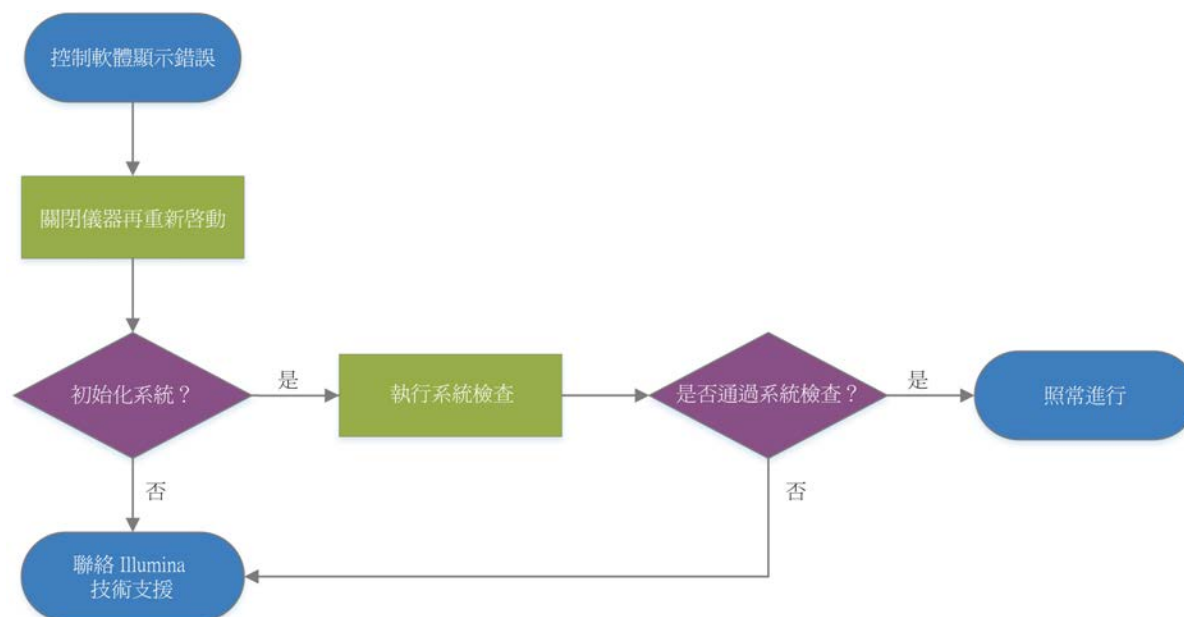 控制軟體顯示錯誤
關閉儀器再重新啓動
初始化系統？
是
執行系統檢查
是否通過系統檢查？
是
照常進行
否
否
聯絡 Illumina
技術支援